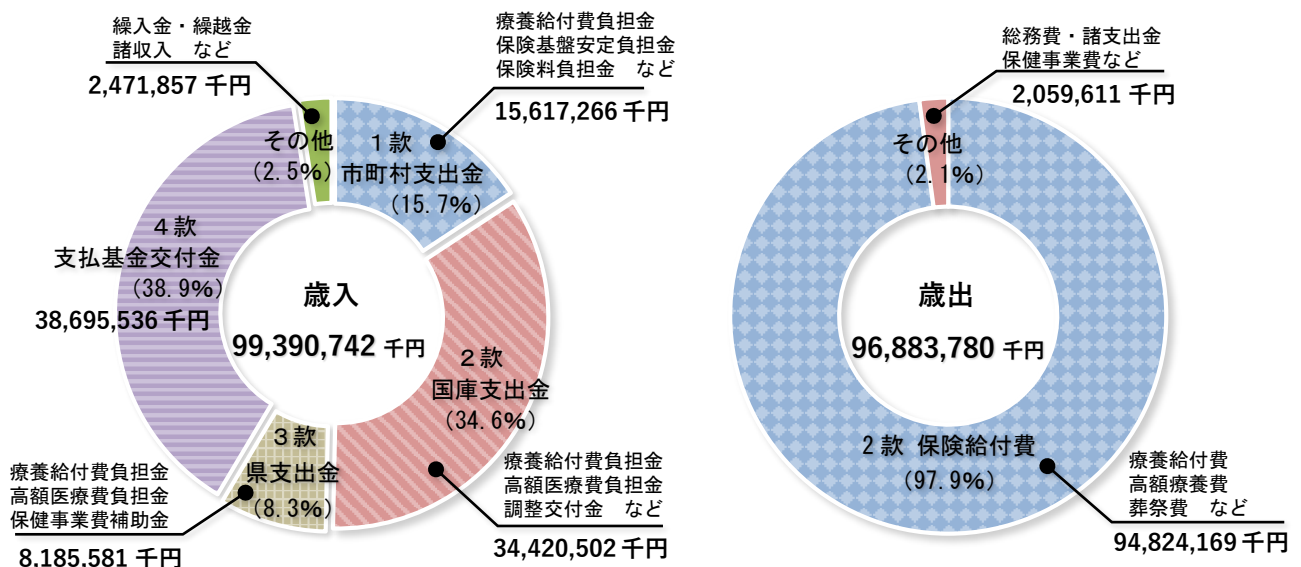 繰入金・繰越金
諸収入　など
2,471,857 千円
療養給付費負担金
保険基盤安定負担金
保険料負担金　など
15,617,266 千円
その他
(2.5%)
１款
市町村支出金
(15.7%)
４款
支払基金交付金
(38.9%)
38,695,536 千円
歳入
99,390,742 千円
２款
国庫支出金
(34.6%)
３款
県支出金
(8.3%)
療養給付費負担金
高額医療費負担金
保健事業費補助金
8,185,581 千円
療養給付費負担金
高額医療費負担金
調整交付金　など
34,420,502 千円
総務費・諸支出金
保健事業費など
2,059,611 千円
その他
(2.1%)
歳出
96,883,780 千円
２款 保険給付費
(97.9%)
療養給付費
高額療養費
葬祭費　など
94,824,169 千円